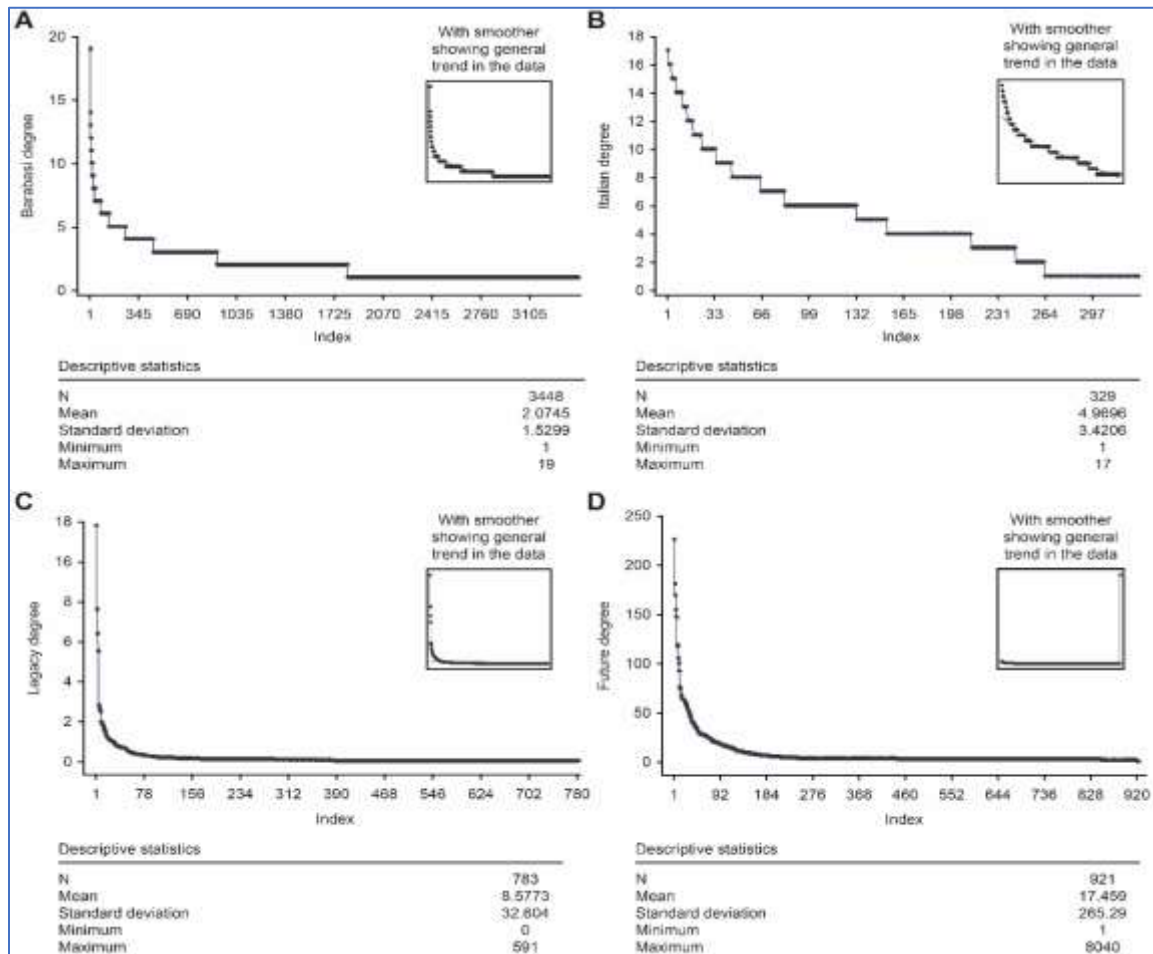 A
With smoother
showing general
trend in the data
Barabasi degree
20
15
10
5
0
1 345 690 1035 1380 1725 2070 2415 2760 3105
Index
Descriptive statistics
N 3448
Mean 2.0745
Standard deviation 1.5299
Minimum 1
Maximum 19
B
With smoother
showing general
trend in the data
Italian degree
18
16
14
12
10
8
6
4
2
0
1 33 66 99 132 165 198 231 264 297
Index
Descriptive statistics
N 329
Mean 4.9696
Standard deviation 3.4206
Minimum 1
Maximum 17
C
With smoother
showing general
trend in the data
Legacy degree
18
16
8
6
4
2
0
1 78 156 234 312 390 468 546 624 702 780
Index
Descriptive statistics
N 783
Mean 8.5773
Standard deviation 32.604
Minimum 0
Maximum 591
D
With smoother
showing general
trend in the data
Future degree
250
200
150
100
50
0
1 92 184 276 368 460 552 644 736 828 920
Index
Descriptive statistics
N 921
Mean 17.459
Standard deviation 265.29
Minimum 1
Maximum 8040